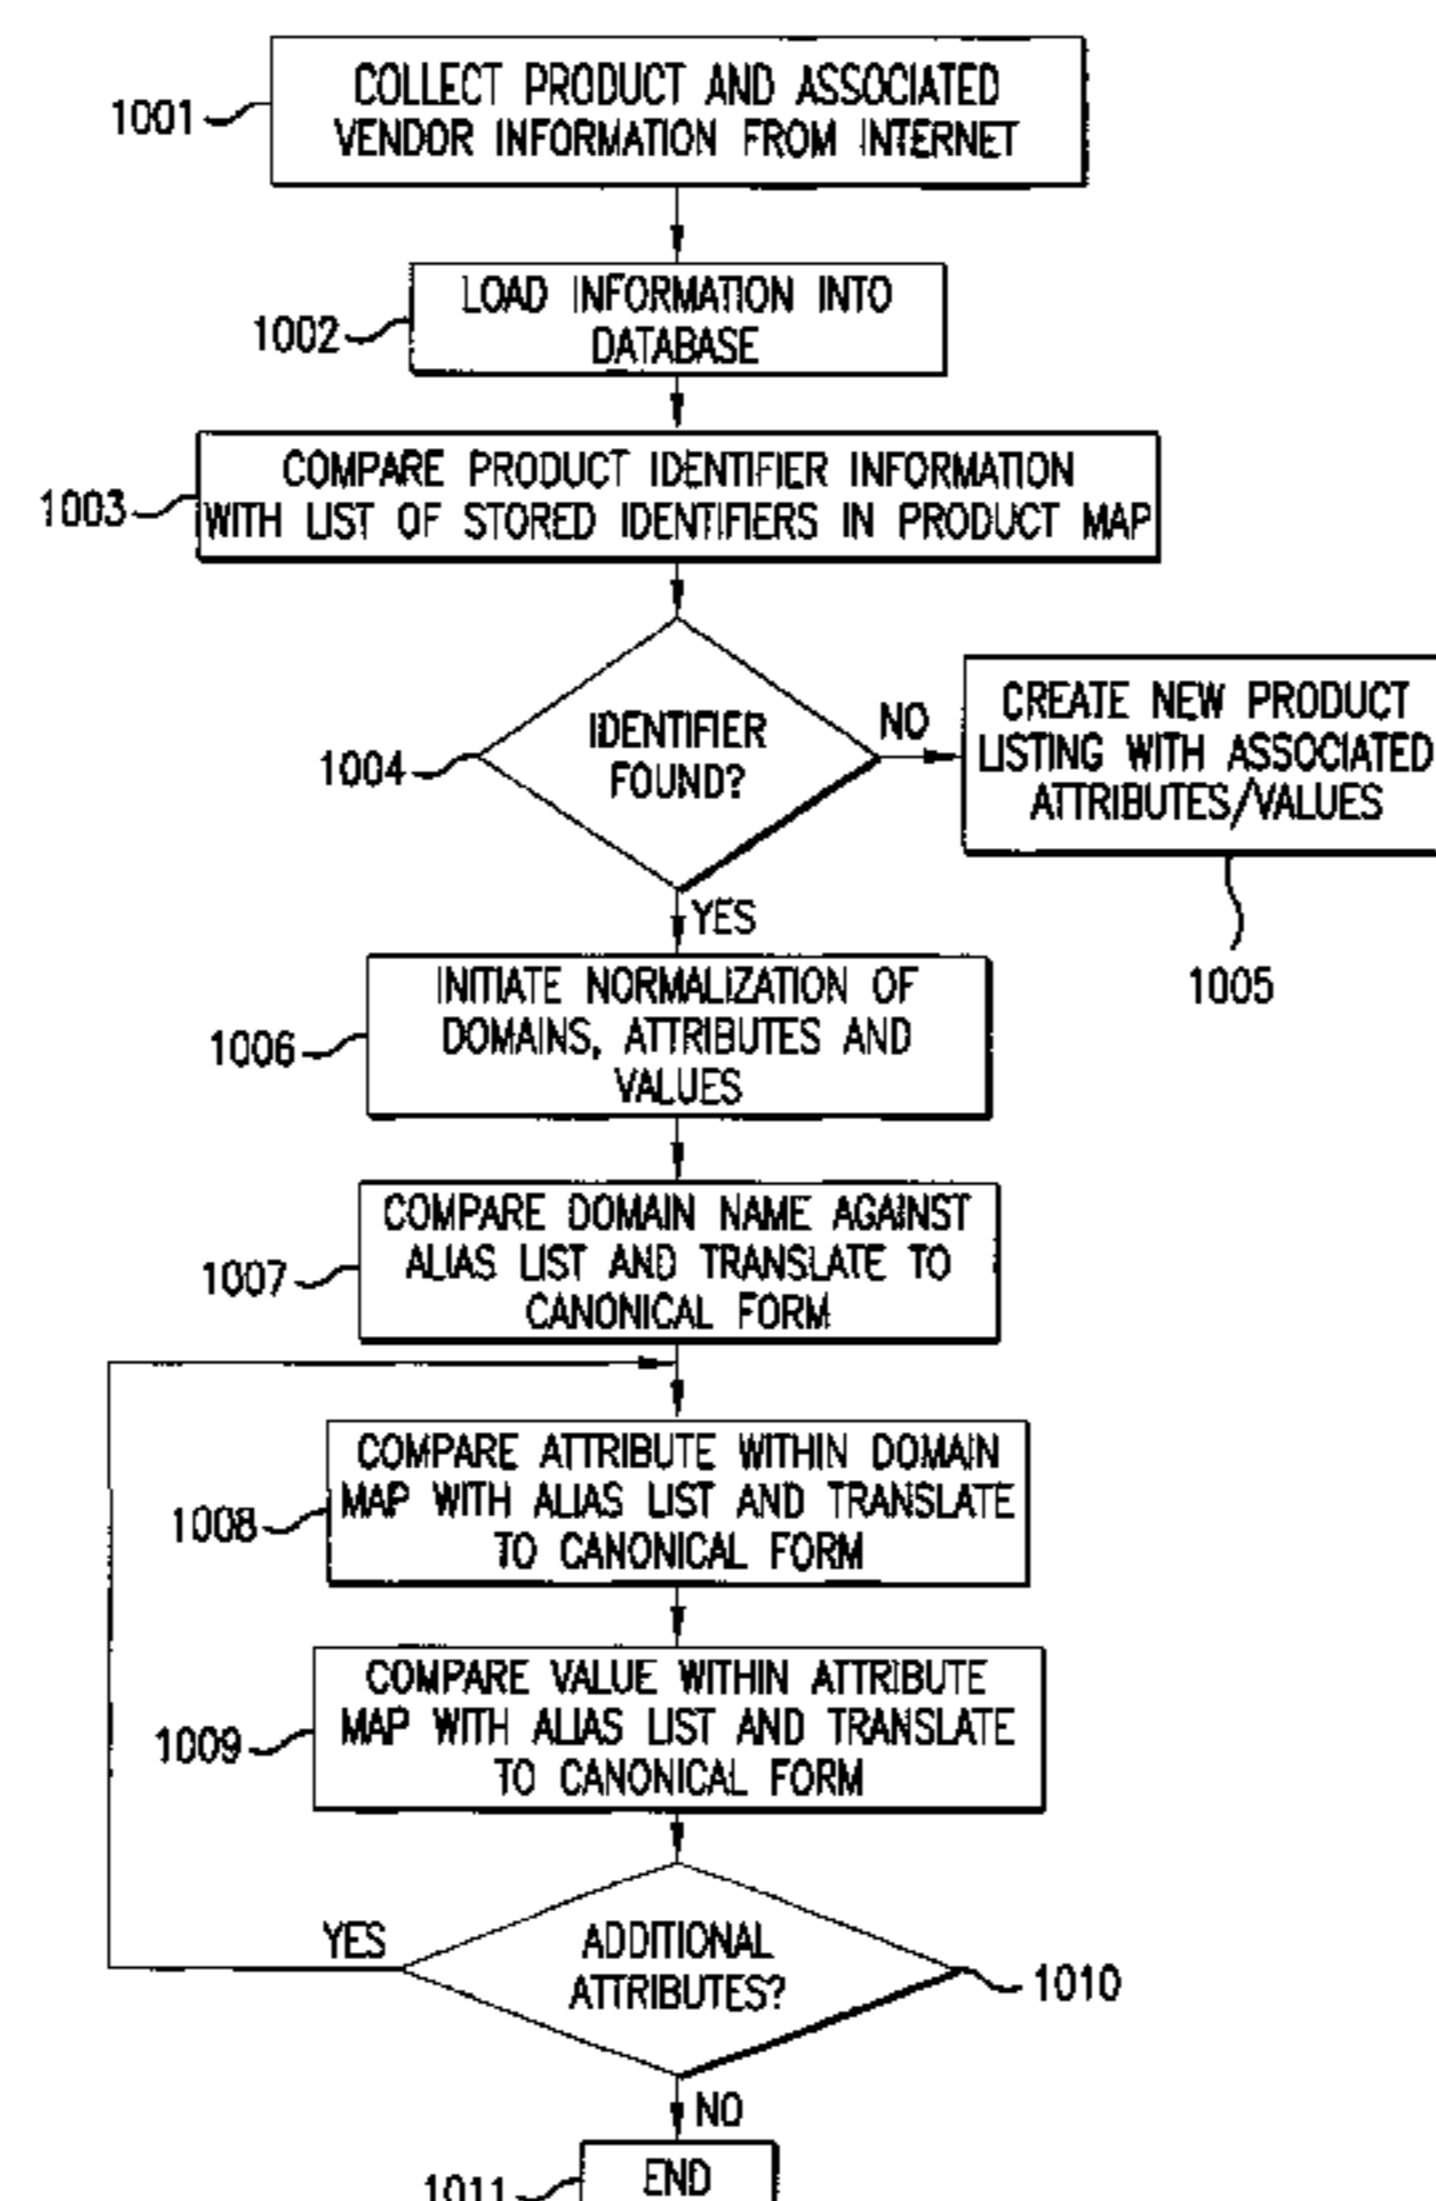 COLLECT PRODUCT AND ASSOCIATED
VENDOR INFORMATION FROM INTERNET
1001
LOAD INFORMATION INTO
DATABASE
1002
COMPARE PRODUCT IDENTIFIER INFORMATION
WITH LIST OF STORED IDENTIFIERS IN PRODUCT MAP
1003
IDENTIFIER
FOUND?
1004
NO
CREATE NEW PRODUCT
LISTING WITH ASSOCIATED
ATTRIBUTES/VALUES
1005
YES
INITIATE NORMALIZATION OF
DOMAINS, ATTRIBUTES AND
VALUES
1006
COMPARE DOMAIN NAME AGAINST
ALIAS LIST AND TRANSLATE TO
CANONICAL FORM
1007
COMPARE ATTRIBUTE WITHIN DOMAIN
MAP WITH ALIAS LIST AND TRANSLATE
TO CANONICAL FORM
1008
COMPARE VALUE WITHIN ATTRIBUTE
MAP WITH ALIAS LIST AND TRANSLATE
TO CANONICAL FORM
1009
YES
ADDITIONAL
ATTRIBUTES?
1010
NO
END
1011